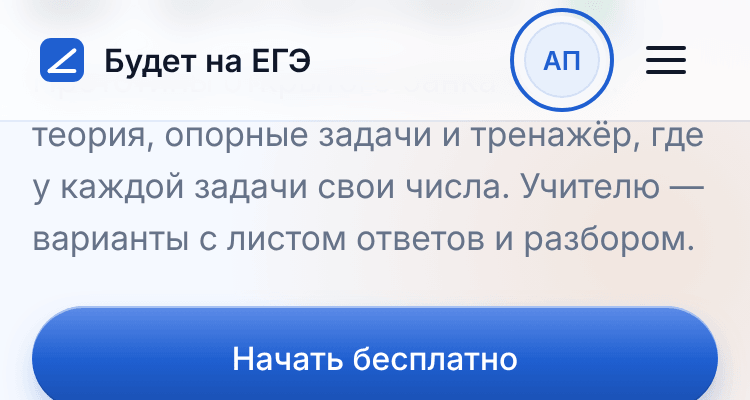 Будет на ЕГЭ
АП
теория, опорные задачи и тренажёр, где
у каждой задачи свои числа. Учителю —
варианты с листом ответов и разбором.
Начать бесплатно